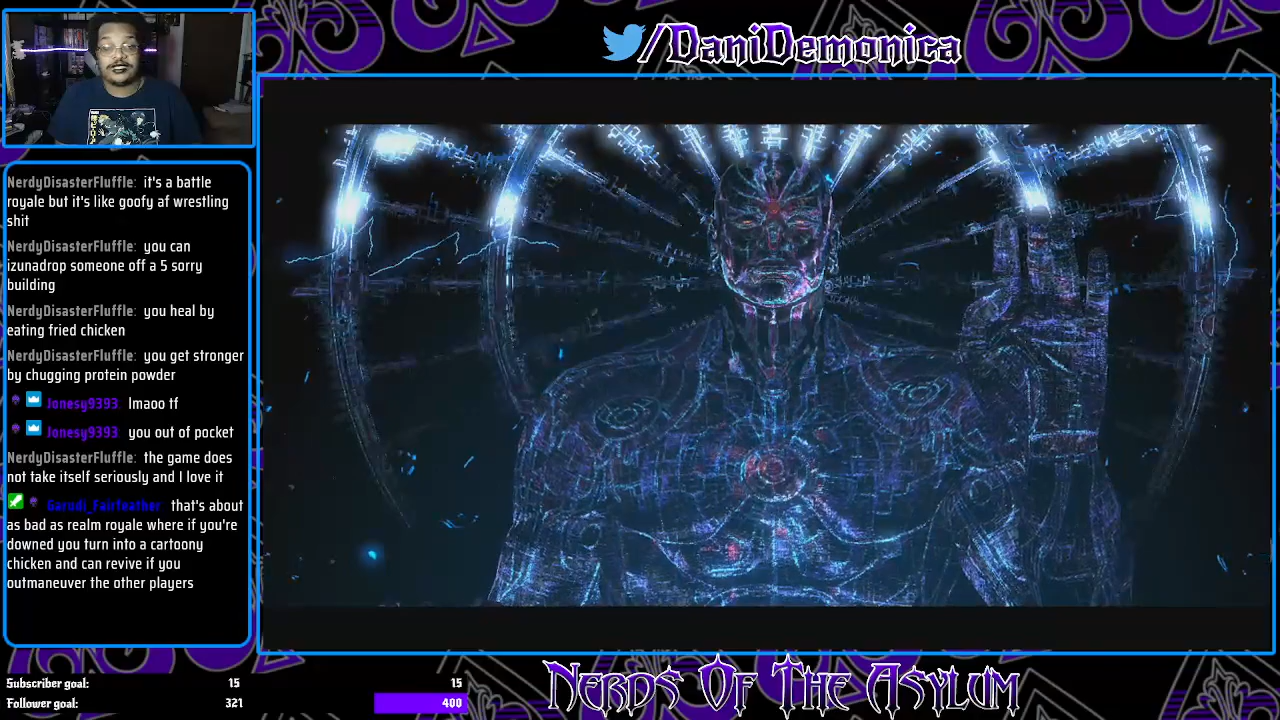 /DaniDemonica
NerdyDisasterFluffle: it's a battle
royale but it's like goofy af wrestling
shit
NerdyDisasterFluffle: you can
izunadrop someone off a 5 sorry
building
NerdyDisasterFluffle: you heal by
eating fried chicken
NerdyDisasterFluffle: you get stronger
by chugging protein powder
Jonesy9393 lmaoo tf
Jonesy9393 you out of pocket
NerdyDisasterFluffle: the game does
not take itself seriously and I love it
Garudi_Fairfeather that's about
as bad as realm royale where if you're
downed you turn into a cartoony
chicken and can revive if you
outmaneuver the other players
Subscriber goal: 15 15
Follower goal: 321 400
Nerds Of The Asylum